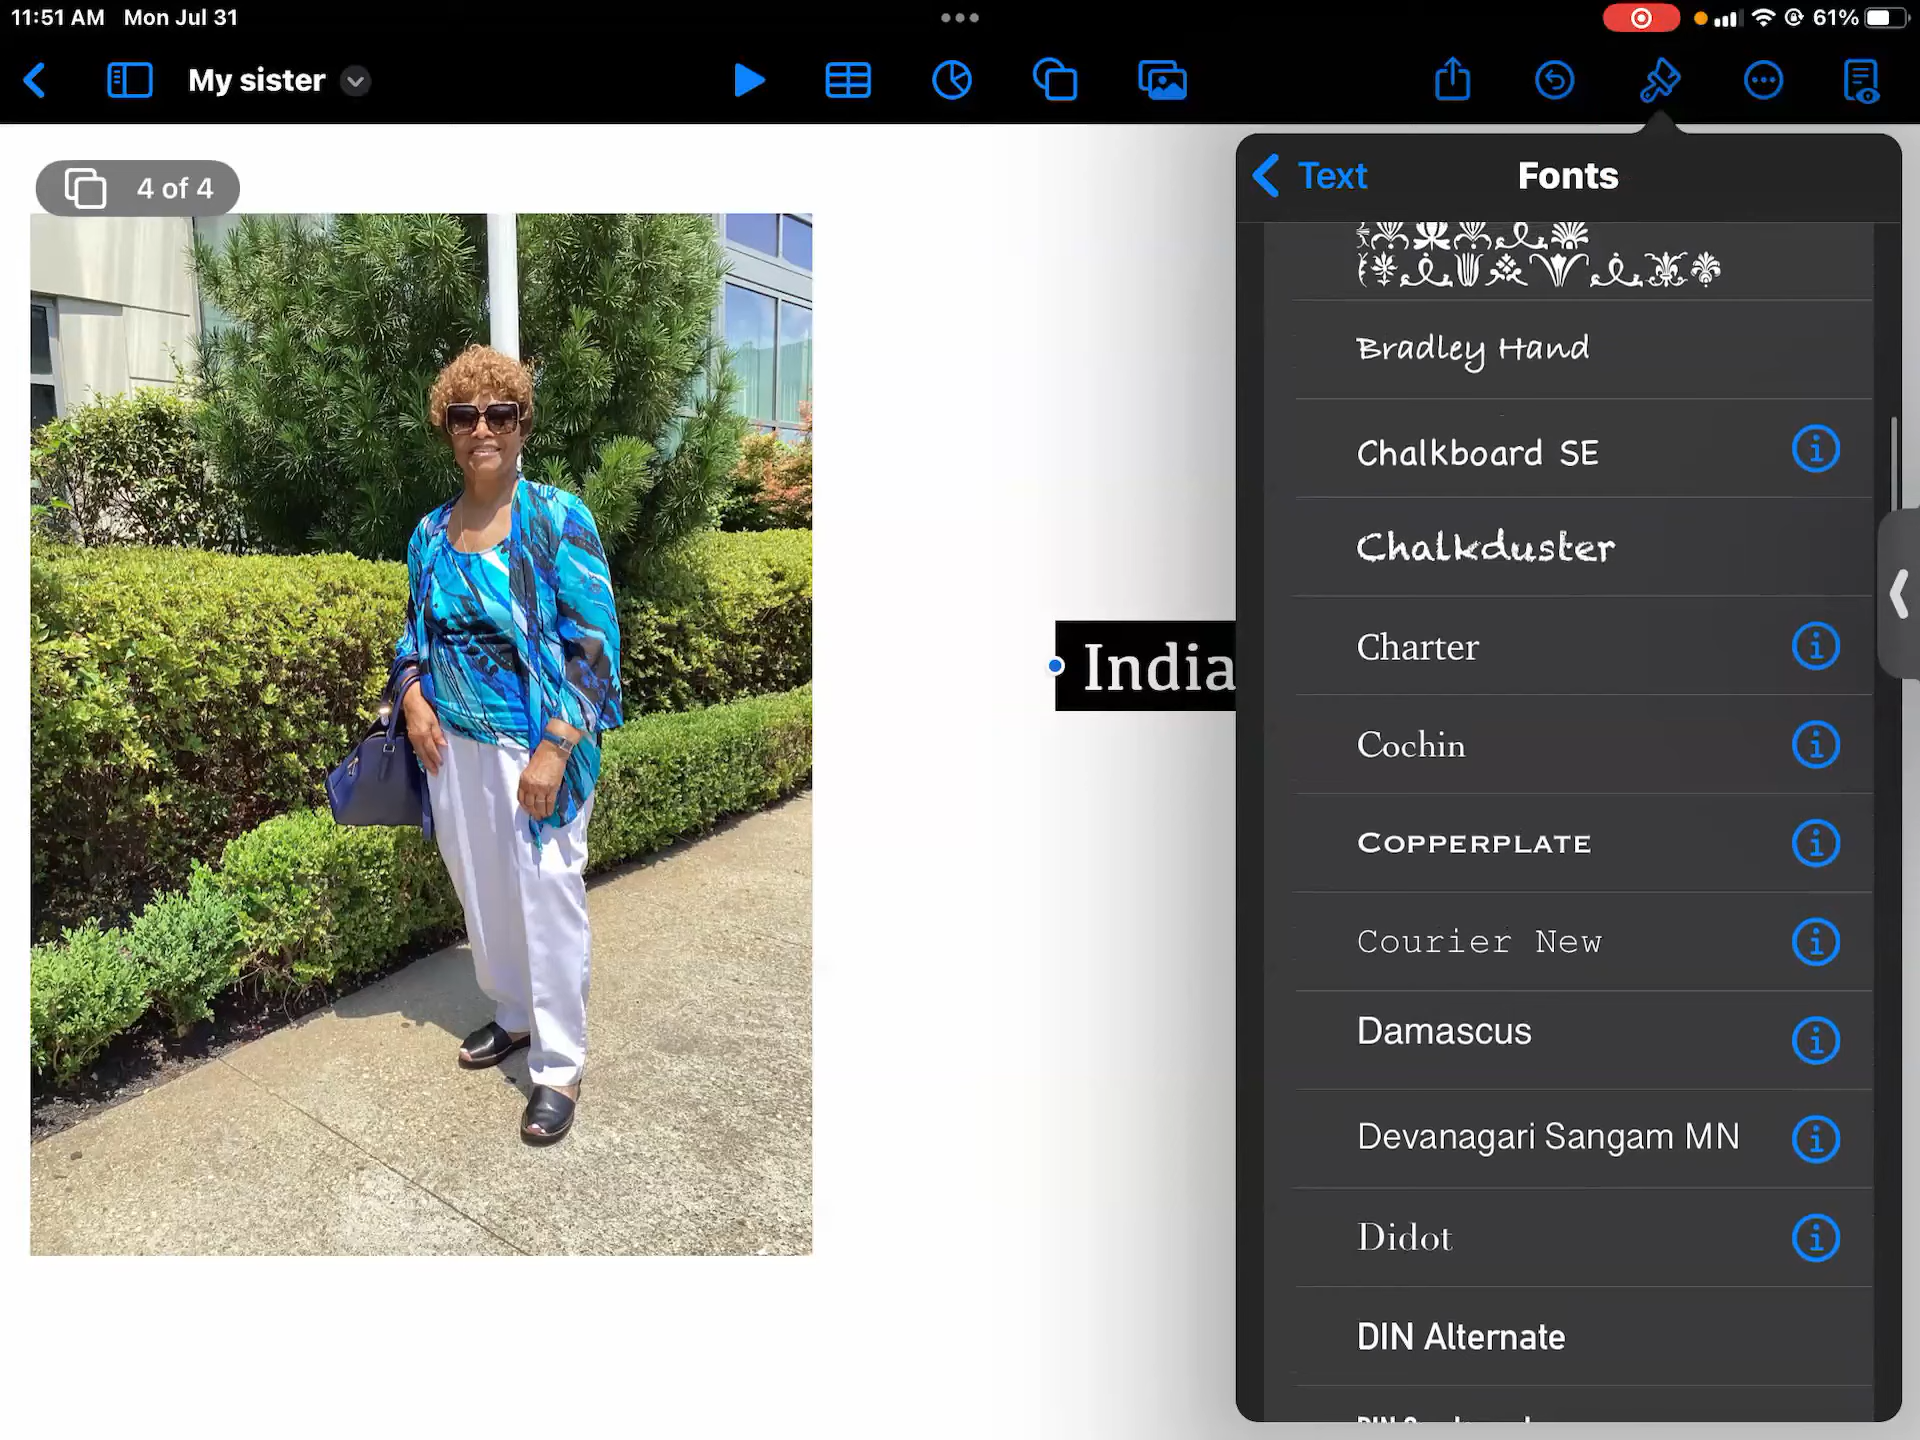 11:51 AM Mon Jul 31
61%
My sister
4 of 4
India
Text
Fonts
Bradley Hand
Chalkboard SE
Chalkduster
Charter
Cochin
COPPERPLATE
Courier New
Damascus
Devanagari Sangam MN
Didot
DIN Alternate